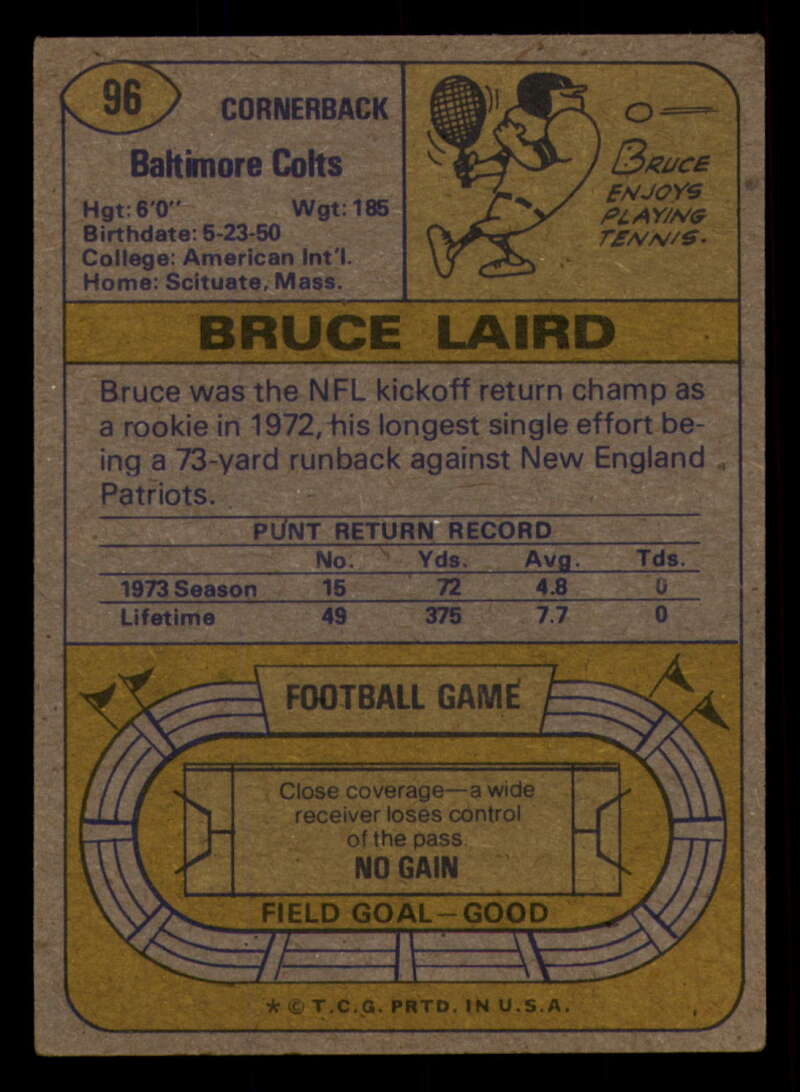 96
CORNERBACK
Baltimore Colts
Hgt: 6'0" Wgt: 185
Birthdate: 5-23-50
College: American Int'l.
Home: Scituate, Mass.
BRUCE
ENJOYS
PLAYING
TENNIS.
BRUCE LAIRD
Bruce was the NFL kickoff return champ as
a rookie in 1972, his longest single effort be-
ing a 73-yard runback against New England
Patriots.
PUNT RETURN RECORD
No. Yds. Avg. Tds.
1973 Season 15 72 4.8 0
Lifetime 49 375 7.7 0
FOOTBALL GAME
Close coverage—a wide
receiver loses control
of the pass.
NO GAIN
FIELD GOAL—GOOD
* © T.C.G. PRTD. IN U.S.A.